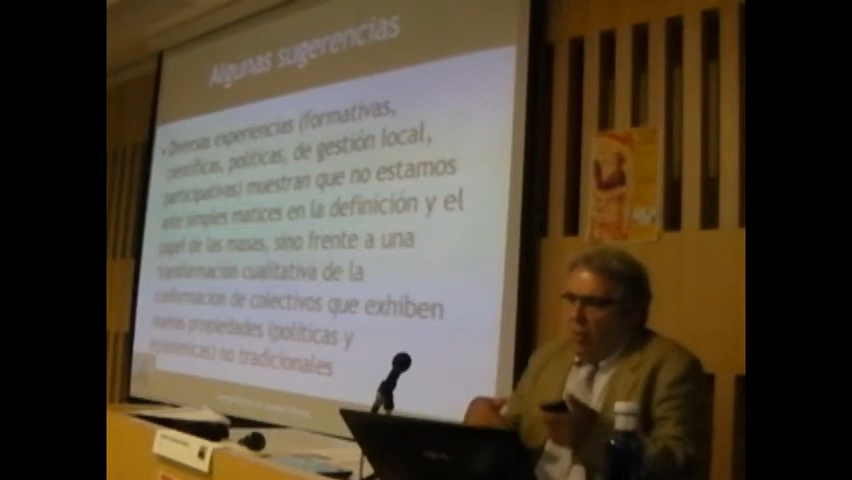 Algunas sugerencias
• Diversas experiencias (formativas,
científicas, políticas, de gestión local,
participativas) muestran que no estamos
ante simples matices en la definición y el
papel de las masas, sino frente a una
transformación cualitativa de la
conformación de colectivos que exhiben
nuevas propiedades (políticas y
epistémicas) no tradicionales